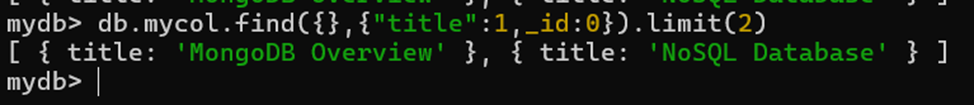 mydb> db.mycol.find({},{"title":1,_id:0}).limit(2)
[ { title: 'MongoDB Overview' }, { title: 'NoSQL Database' } ]
mydb>